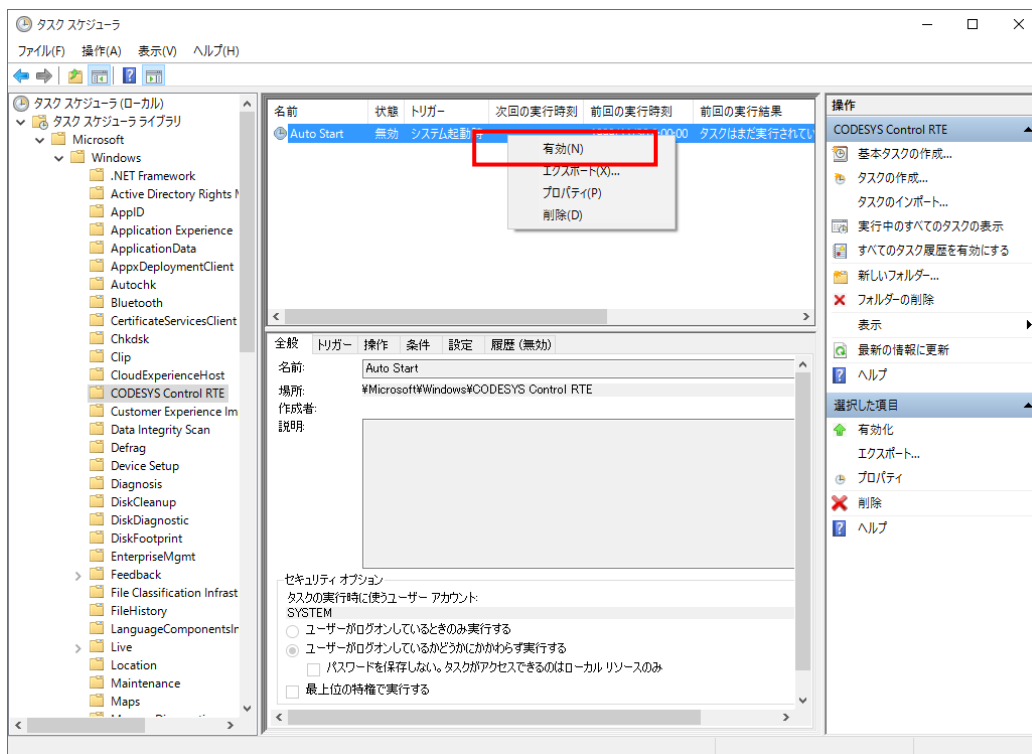 タスク スケジューラ
ファイル(F) 操作(A) 表示(V) ヘルプ(H)
タスク スケジューラ (ローカル)
タスク スケジューラ ライブラリ
Microsoft
Windows
.NET Framework
Active Directory Rights
AppID
Application Experience
ApplicationData
AppxDeploymentClient
Autochk
Bluetooth
CertificateServicesClient
Chkdsk
Clip
CloudExperienceHost
CODESYS Control RTE
Customer Experience Im
Data Integrity Scan
Defrag
Device Setup
Diagnosis
DiskCleanup
DiskDiagnostic
DiskFootprint
EnterpriseMgmt
Feedback
File Classification Infrast
FileHistory
LanguageComponentsIr
Live
Location
Maintenance
Maps
名前 状態 トリガー 次回の実行時刻 前回の実行時刻 前回の実行結果
Auto Start 無効 システム起動時 タスクはまだ実行されてい
有効(N)
エクスポート(X)...
プロパティ(P)
削除(D)
全般 トリガー 操作 条件 設定 履歴 (無効)
名前: Auto Start
場所: ¥Microsoft¥Windows¥CODESYS Control RTE
作成者:
説明:
セキュリティ オプション
タスクの実行時に使うユーザー アカウント:
SYSTEM
ユーザーがログオンしているときのみ実行する
ユーザーがログオンしているかどうかにかかわらず実行する
パスワードを保存しない。タスクがアクセスできるのはローカル リソースのみ
最上位の特権で実行する
操作
CODESYS Control RTE
基本タスクの作成...
タスクの作成...
タスクのインポート...
実行中のすべてのタスクの表示
すべてのタスク履歴を有効にする
新しいフォルダー...
フォルダーの削除
表示
最新の情報に更新
ヘルプ
選択した項目
有効化
エクスポート...
プロパティ
削除
ヘルプ